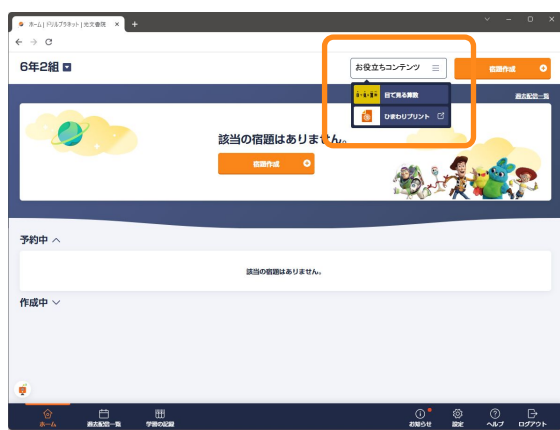 ホーム | ドリルプラネット | 光文書院
6年2組
お役立ちコンテンツ
宿題作成
目で見る算数
ひまわりプリント
過去配信一覧
該当の宿題はありません。
宿題作成
予約中
該当の宿題はありません。
作成中
ホーム
過去配信一覧
学習の記録
お知らせ
設定
ヘルプ
ログアウト